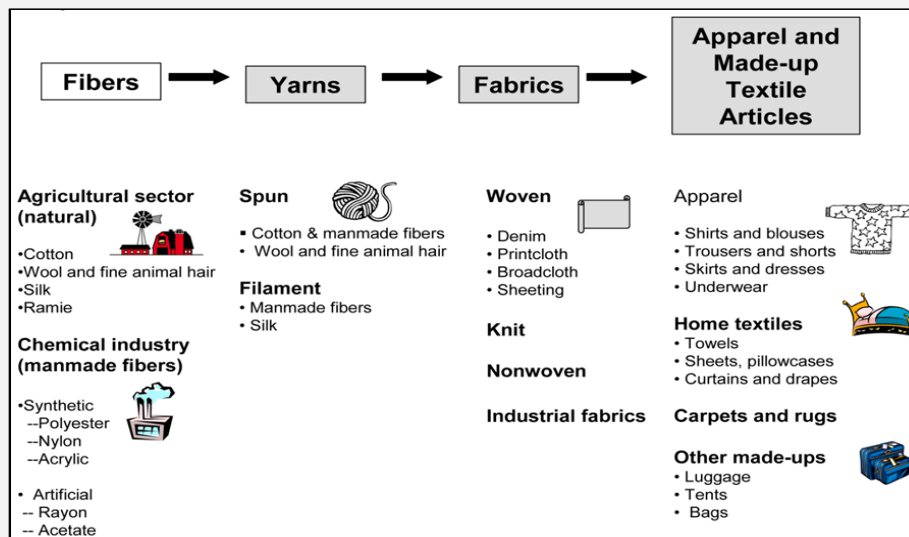 Fibers
Yarns
Fabrics
Apparel and
Made-up
Textile
Articles
Agricultural sector
(natural)
•Cotton
•Wool and fine animal hair
•Silk
•Ramie
Chemical industry
(manmade fibers)
•Synthetic
--Polyester
--Nylon
--Acrylic
• Artificial
-- Rayon
-- Acetate
Spun
▪ Cotton & manmade fibers
• Wool and fine animal hair
Filament
• Manmade fibers
• Silk
Woven
• Denim
• Printcloth
• Broadcloth
• Sheeting
Knit
Nonwoven
Industrial fabrics
Apparel
• Shirts and blouses
• Trousers and shorts
• Skirts and dresses
• Underwear
Home textiles
• Towels
• Sheets, pillowcases
• Curtains and drapes
Carpets and rugs
Other made-ups
• Luggage
• Tents
• Bags